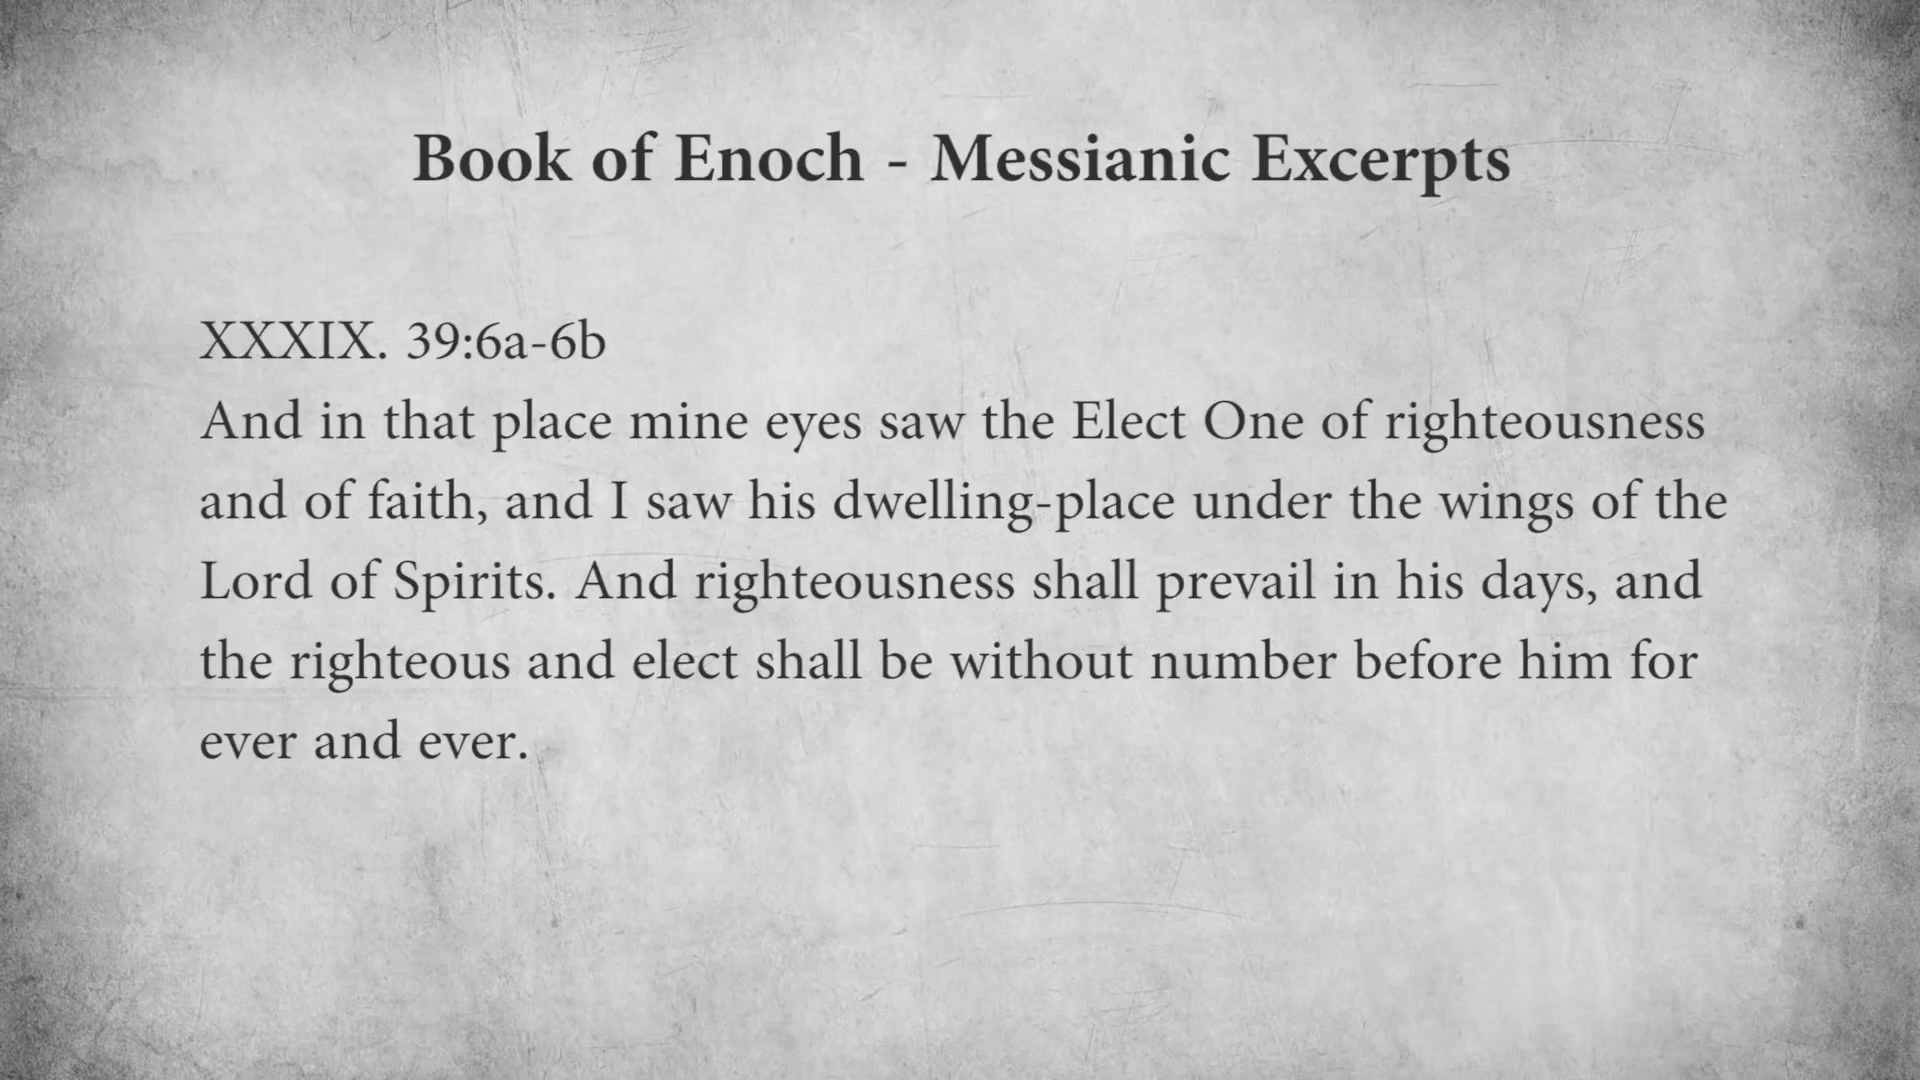 Book of Enoch - Messianic Excerpts
XXXIX. 39:6a-6b
And in that place mine eyes saw the Elect One of righteousness
and of faith, and I saw his dwelling-place under the wings of the
Lord of Spirits. And righteousness shall prevail in his days, and
the righteous and elect shall be without number before him for
ever and ever.